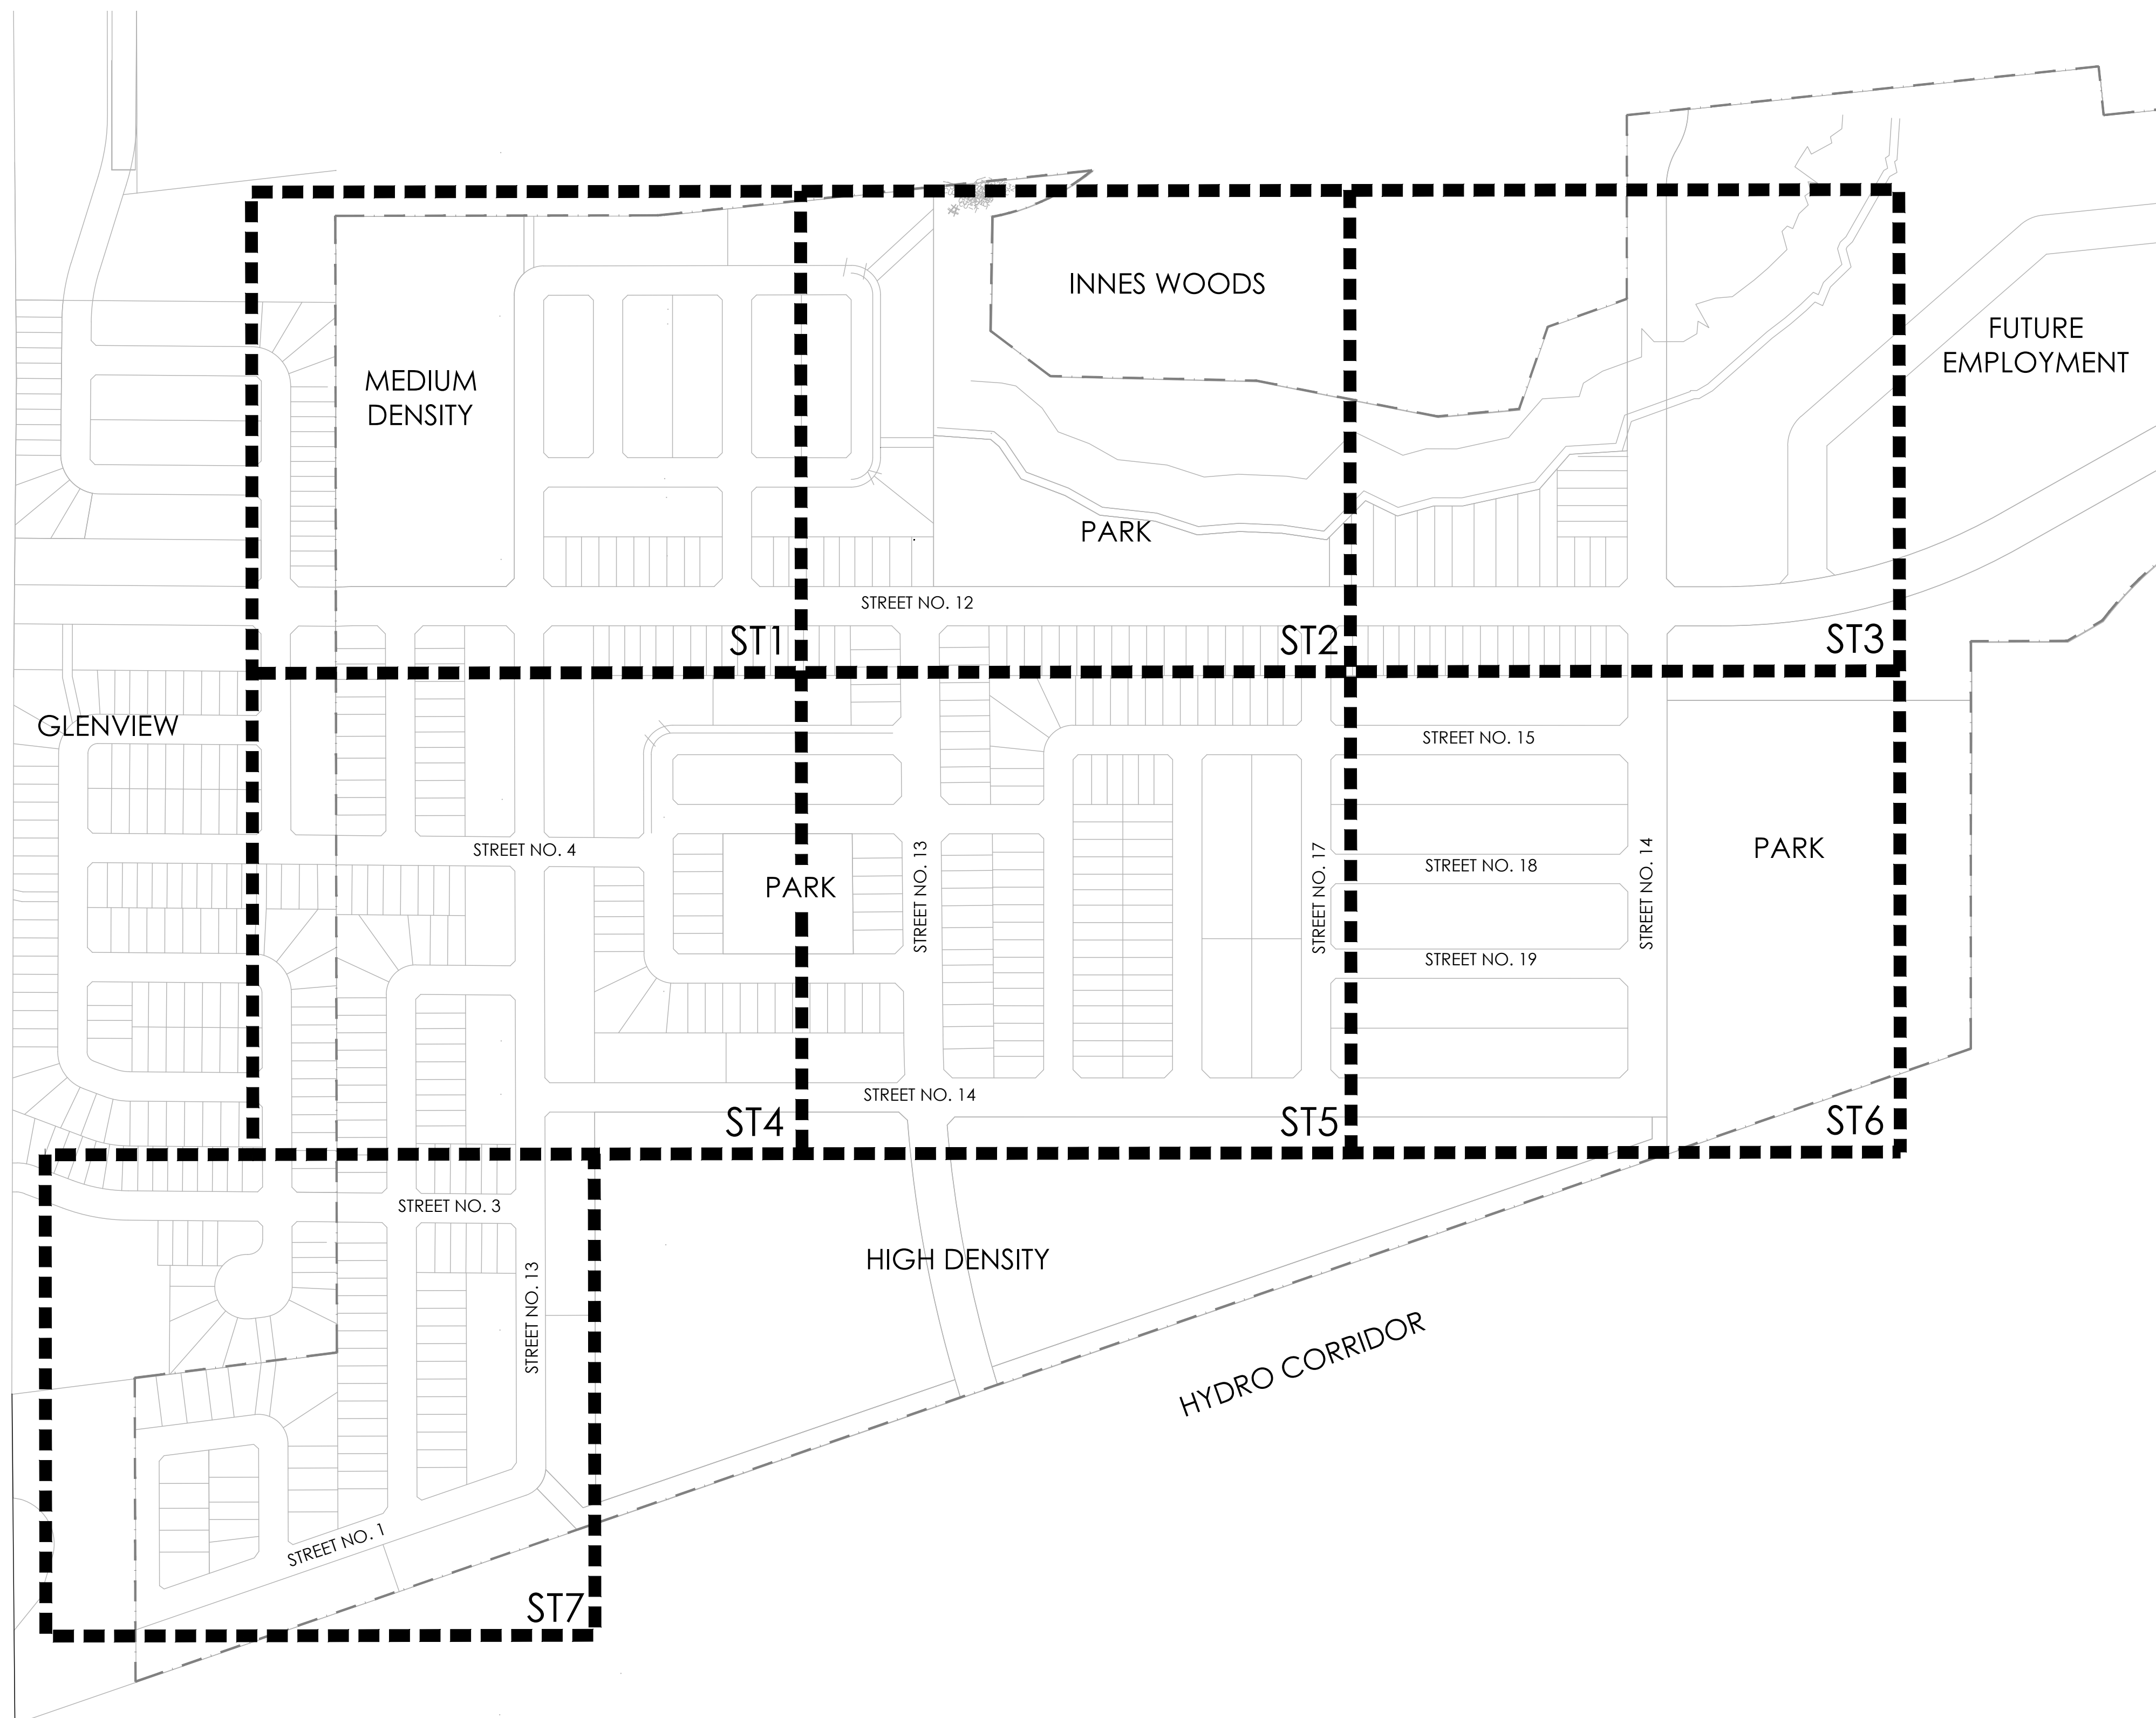 INNES WOODS
FUTURE
EMPLOYMENT
MEDIUM
DENSITY
PARK
STREET NO. 12
ST1
ST2
ST3
GLENVIEW
STREET NO. 15
STREET NO. 4
PARK
STREET NO. 13
STREET NO. 17
STREET NO. 18
STREET NO. 14
PARK
STREET NO. 19
STREET NO. 14
ST4
ST5
ST6
STREET NO. 3
HIGH DENSITY
STREET NO. 13
HYDRO CORRIDOR
STREET NO. 1
ST7